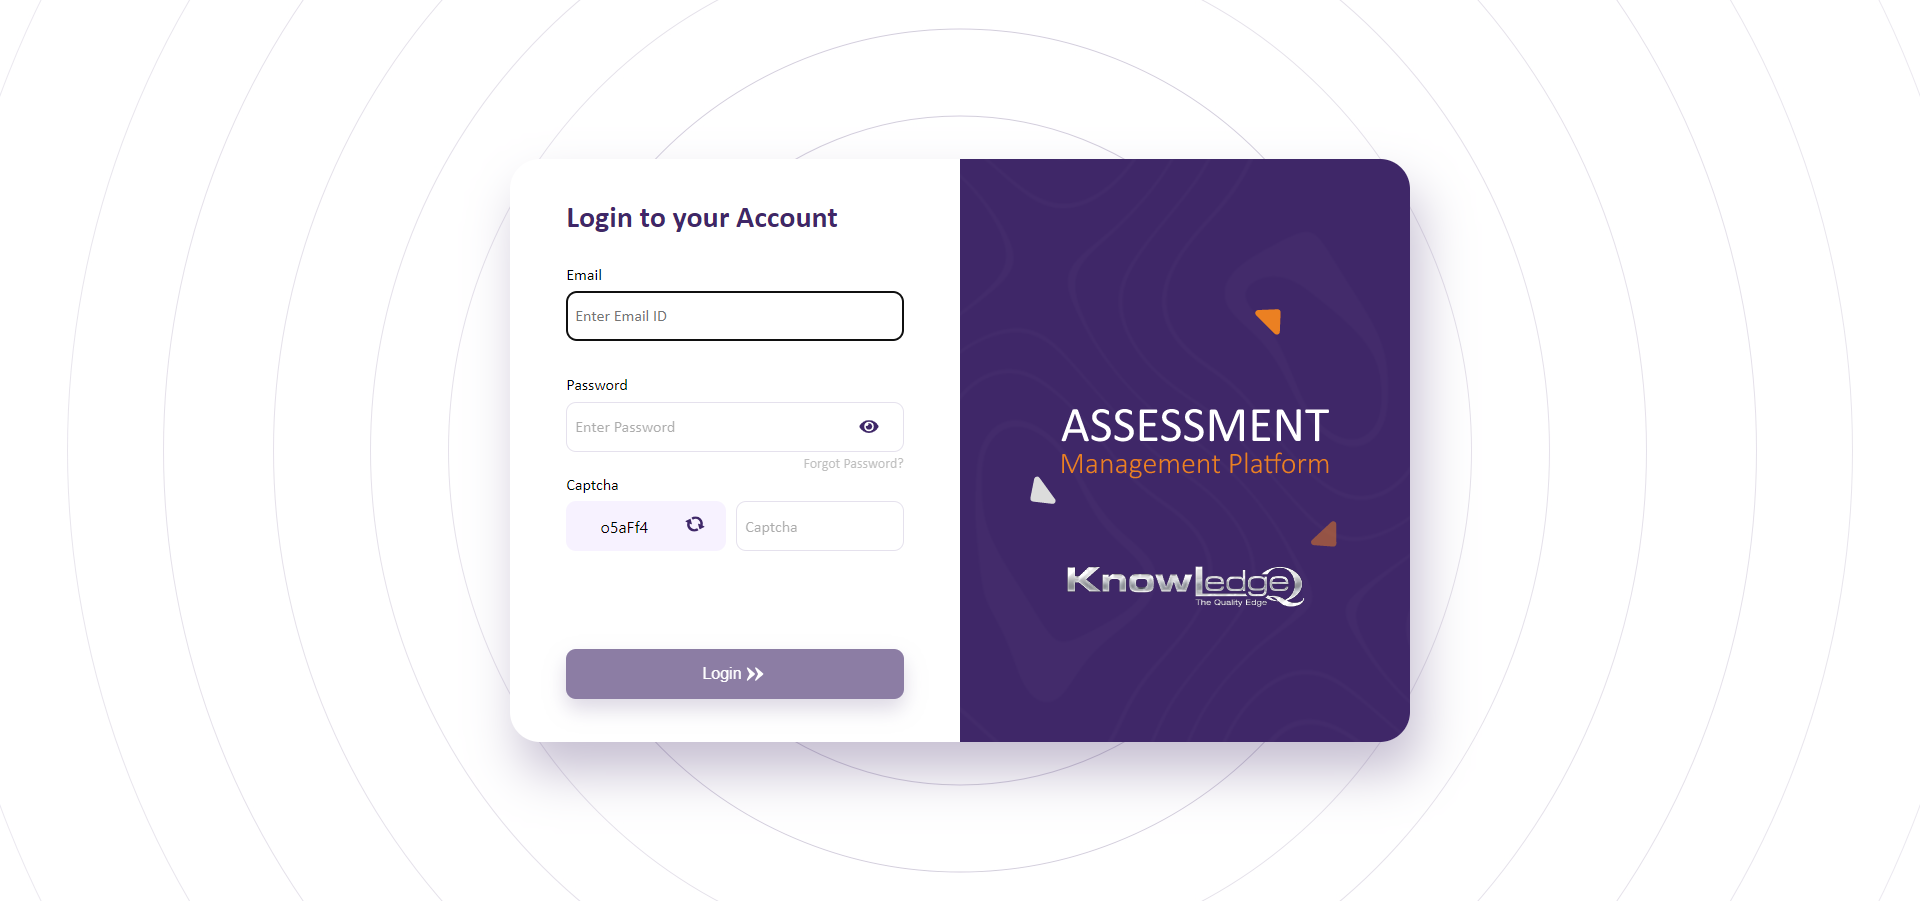 Login to your Account
Email
Enter Email ID
Password
Enter Password
Forgot Password?
Captcha
o5aFf4
Captcha
Login
ASSESSMENT
Management Platform
KnowLedgeQ
The Quality Edge